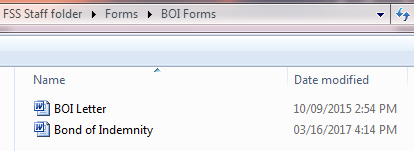 FSS Staff folder ▸ Forms ▸ BOI Forms
Name Date modified
BOI Letter 10/09/2015 2:54 PM
Bond of Indemnity 03/16/2017 4:14 PM